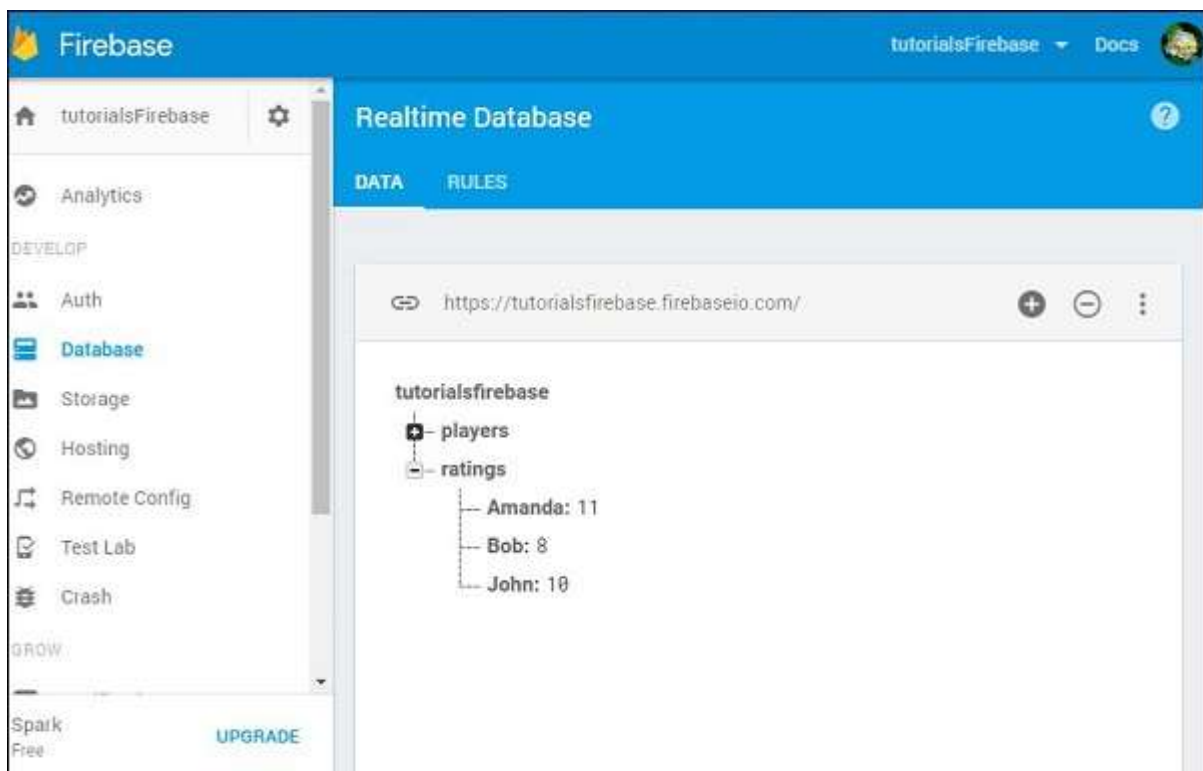 Firebase
tutorialsFirebase
Docs
tutorialsFirebase
Analytics
DEVELOP
Auth
Database
Storage
Hosting
Remote Config
Test Lab
Crash
GROW
Spark
Free
UPGRADE
Realtime Database
?
DATA RULES
https://tutorialsfirebase.firebaseio.com/
tutorialsfirebase
players
ratings
Amanda: 11
Bob: 8
John: 10